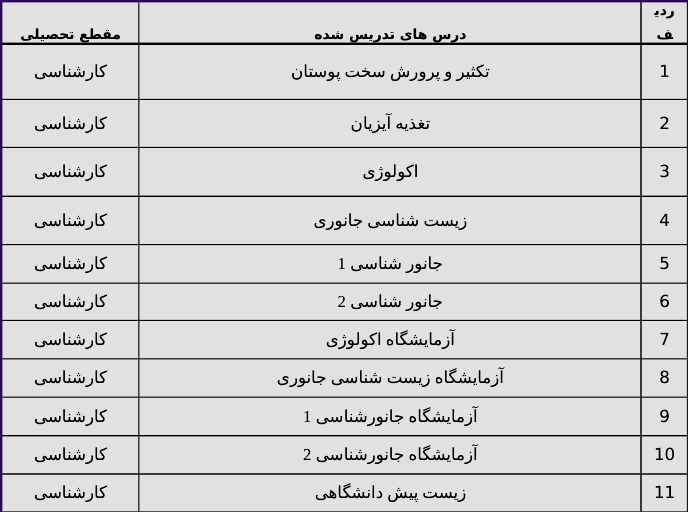 ردیف درس های تدریس شده مقطع تحصیلی
1 تکثیر و پرورش سخت پوستان کارشناسی
2 تغذیه آیزیان کارشناسی
3 اکولوژی کارشناسی
4 زیست شناسی جانوری کارشناسی
5 جانور شناسی 1 کارشناسی
6 جانور شناسی 2 کارشناسی
7 آزمایشگاه اکولوژی کارشناسی
8 آزمایشگاه زیست شناسی جانوری کارشناسی
9 آزمایشگاه جانورشناسی 1 کارشناسی
10 آزمایشگاه جانورشناسی 2 کارشناسی
11 زیست پیش دانشگاهی کارشناسی